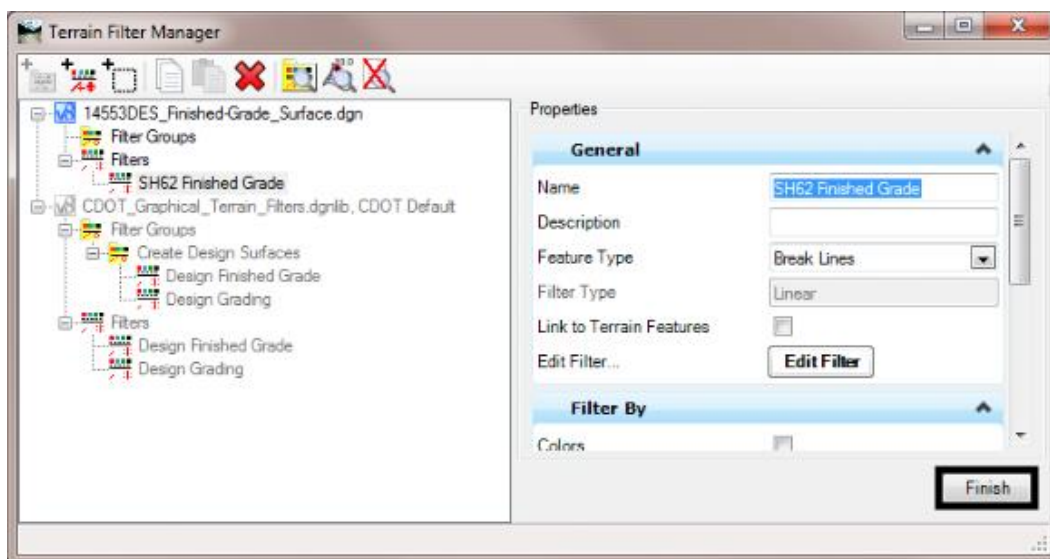 Terrain Filter Manager
14553DES_Finished-Grade_Surface.dgn
Filter Groups
Filters
SH62 Finished Grade
CDOT_Graphical_Terrain_Filters.dgnlib, CDOT Default
Filter Groups
Create Design Surfaces
Design Finished Grade
Design Grading
Filters
Design Finished Grade
Design Grading
Properties
General
Name SH62 Finished Grade
Description
Feature Type Break Lines
Filter Type Linear
Link to Terrain Features
Edit Filter... Edit Filter
Filter By
Colors
Finish